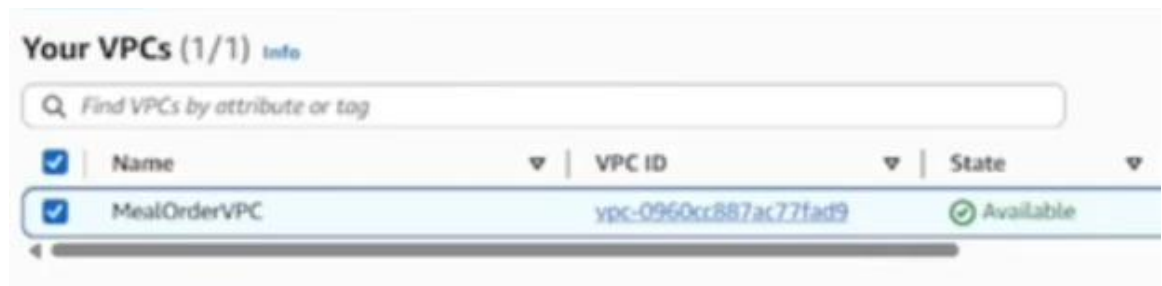 Your VPCs (1/1) Info
Find VPCs by attribute or tag
Name VPC ID State
MealOrderVPC vpc-0960cc887ac77fad9 Available